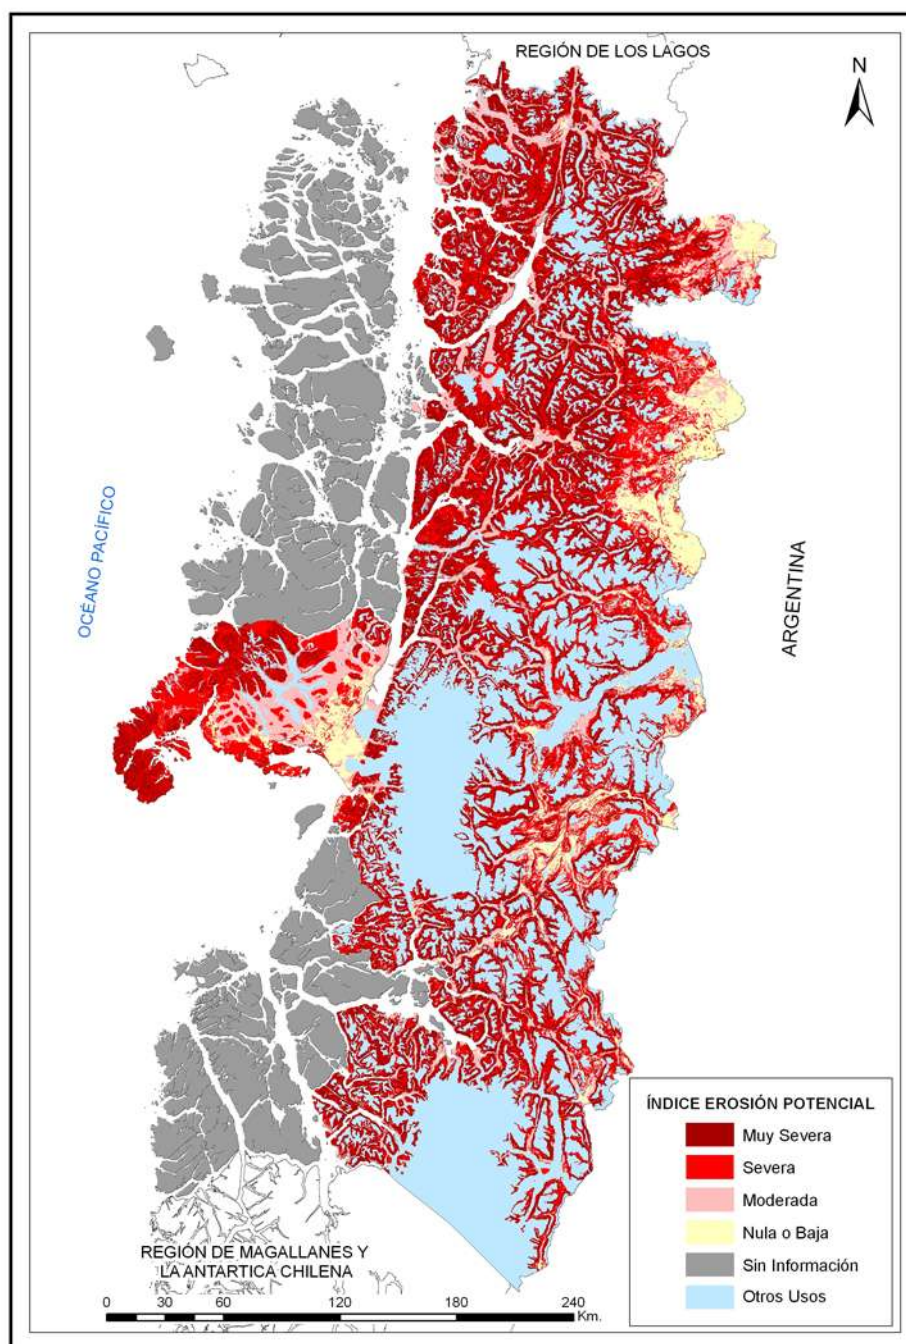 REGIÓN DE LOS LAGOS
N
OCÉANO PACÍFICO
ARGENTINA
ÍNDICE EROSIÓN POTENCIAL
Muy Severa
Severa
Moderada
Nula o Baja
Sin Información
Otros Usos
REGIÓN DE MAGALLANES Y
LA ANTARTICA CHILENA
0 30 60 120 180 240
Km.